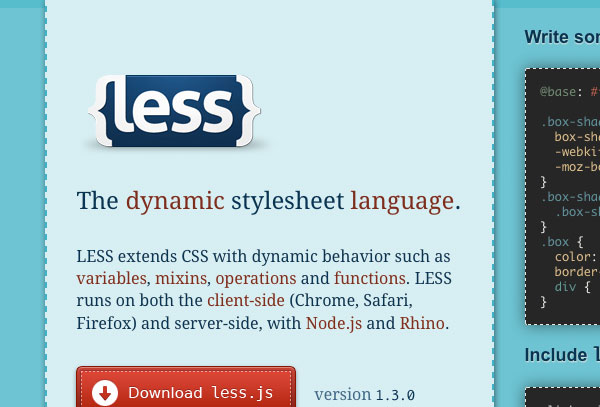 {less}
The dynamic stylesheet language.
LESS extends CSS with dynamic behavior such as
variables, mixins, operations and functions. LESS
runs on both the client-side (Chrome, Safari,
Firefox) and server-side, with Node.js and Rhino.
Download less.js
version 1.3.0
Write
@base: #
.box-sha
box-sha
-webki
-moz-b
}
.box-sha
.box-sh
}
.box {
color:
border
div {
}
Include